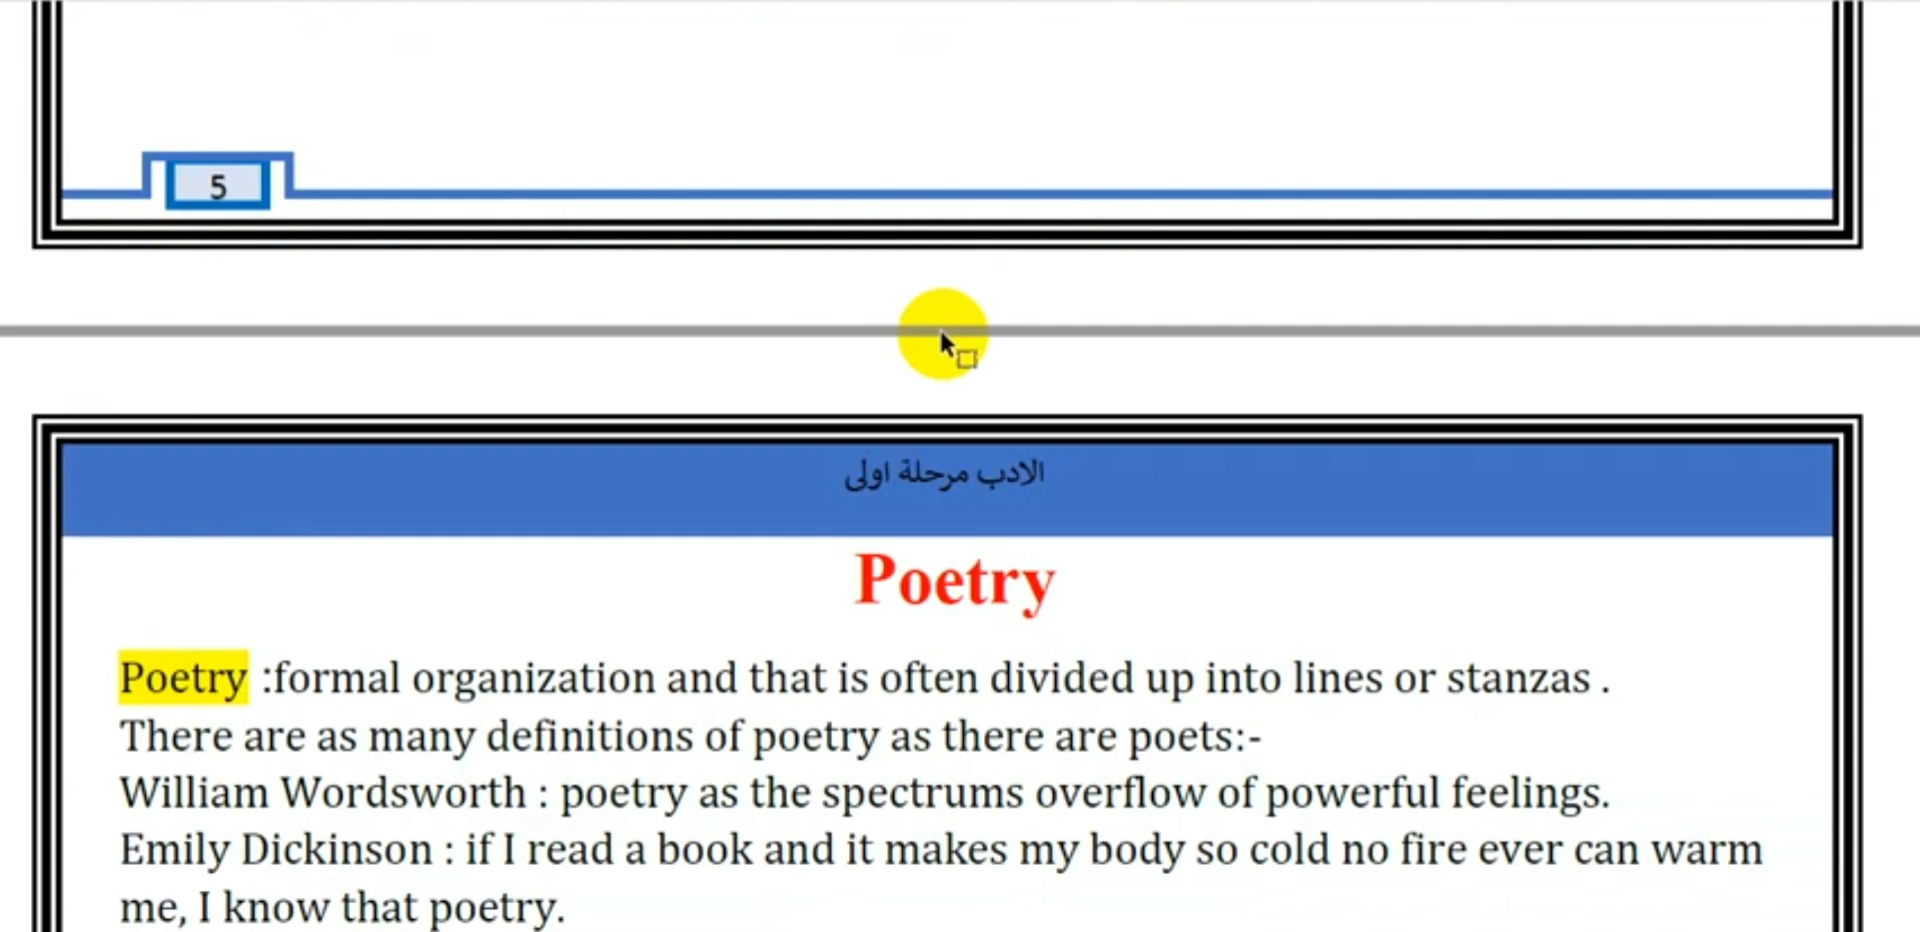 5
الادب مرحلة اولى
Poetry
Poetry :formal organization and that is often divided up into lines or stanzas .
There are as many definitions of poetry as there are poets:-
William Wordsworth : poetry as the spectrums overflow of powerful feelings.
Emily Dickinson : if I read a book and it makes my body so cold no fire ever can warm
me, I know that poetry.